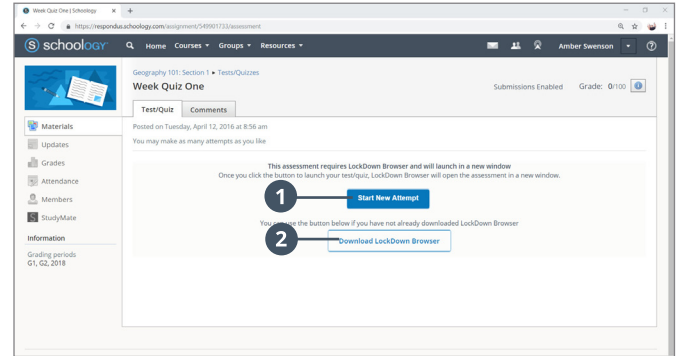 Week Quiz One | Schoology
https://respondus.schoology.com/assignment/549901733/assessment
S schoology
Home Courses Groups Resources
Amber Swenson
Geography 101: Section 1 ▸ Tests/Quizzes
Week Quiz One
Submissions Enabled Grade: 0/100
Test/Quiz Comments
Materials
Updates
Grades
Attendance
Members
S StudyMate
Information
Grading periods
G1, G2, 2018
Posted on Tuesday, April 12, 2016 at 8:56 am
You may make as many attempts as you like
This assessment requires LockDown Browser and will launch in a new window
Once you click the button to launch your test/quiz, LockDown Browser will open the assessment in a new window.
1
Start New Attempt
You can use the button below if you have not already downloaded LockDown Browser
2
Download LockDown Browser